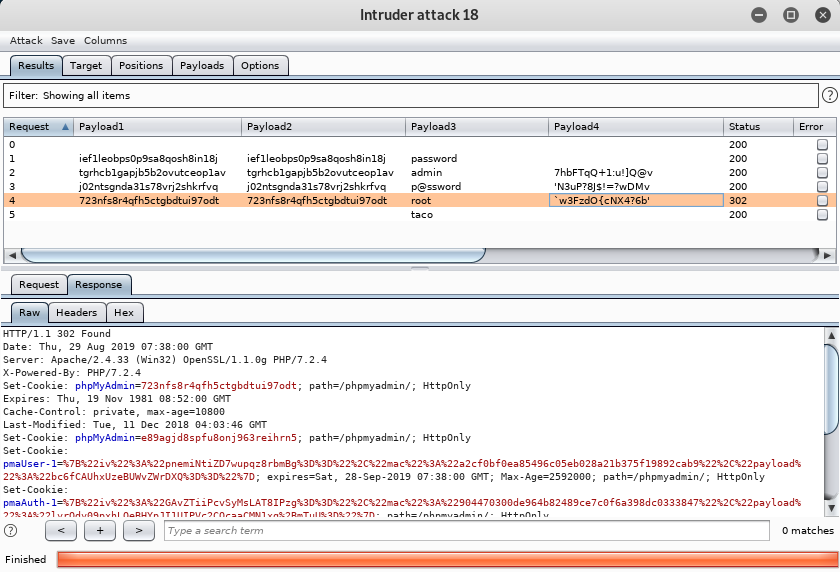 Intruder attack 18
Attack Save Columns
Results Target Positions Payloads Options
Filter: Showing all items
Request Payload1 Payload2 Payload3 Payload4 Status Error
0 200
1 ief1leobps0p9sa8qosh8in18j ief1leobps0p9sa8qosh8in18j password 200
2 tgrhcb1gapjb5b2ovutceop1av tgrhcb1gapjb5b2ovutceop1av admin 7hbFTqQ+1:u!]Q@v 200
3 j02ntsgnda31s78vrj2shkrfvq j02ntsgnda31s78vrj2shkrfvq p@ssword 'N3uP?8J$!=?wDMv 200
4 723nfs8r4qfh5ctgbdtui97odt 723nfs8r4qfh5ctgbdtui97odt root `w3FzdO{cNX4?6b' 302
5 taco 200
Request Response
Raw Headers Hex
HTTP/1.1 302 Found
Date: Thu, 29 Aug 2019 07:38:00 GMT
Server: Apache/2.4.33 (Win32) OpenSSL/1.1.0g PHP/7.2.4
X-Powered-By: PHP/7.2.4
Set-Cookie: phpMyAdmin=723nfs8r4qfh5ctgbdtui97odt; path=/phpmyadmin/; HttpOnly
Expires: Thu, 19 Nov 1981 08:52:00 GMT
Cache-Control: private, max-age=10800
Last-Modified: Tue, 11 Dec 2018 04:03:46 GMT
Set-Cookie: phpMyAdmin=e89agjd8spfu8onj963reihrn5; path=/phpmyadmin/; HttpOnly
Set-Cookie:
pmaUser-1=%7B%22iv%22%3A%22pnemiNtiZD7wupqz8rbmBg%3D%3D%22%2C%22mac%22%3A%22a2cf0bf0ea85496c05eb028a21b375f19892cab9%22%2C%22payload%
22%3A%22bc6fCAUhxUzeBUWvZWrDXQ%3D%3D%22%7D; expires=Sat, 28-Sep-2019 07:38:00 GMT; Max-Age=2592000; path=/phpmyadmin/; HttpOnly
Set-Cookie:
pmaAuth-1=%7B%22iv%22%3A%22GAvZTiiPcvSyMsLAT8IPzg%3D%3D%22%2C%22mac%22%3A%22904470300de964b82489ce7c0f6a398dc0333847%22%2C%22payload%
path=/phpmyadmin/; HttpOnly
? < + > Type a search term 0 matches
Finished